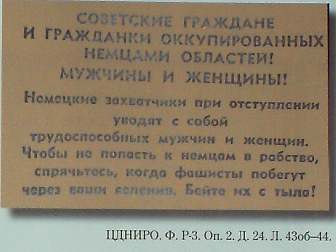 СОВЕТСКИЕ ГРАЖДАНЕ
И ГРАЖДАНКИ ОККУПИРОВАННЫХ
НЕМЦАМИ ОБЛАСТЕЙ!
МУЖЧИНЫ И ЖЕНЩИНЫ!
Немецкие захватчики при отступлении
уводят с собой
трудоспособных мужчин и женщин.
Чтобы не попасть к немцам в рабство,
спрячьтесь, когда фашисты побегут
через ваши селения. Бейте их с тыла!
ЦДНИРО. Ф. Р-3. Оп. 2. Д. 24. Л. 43об–44.